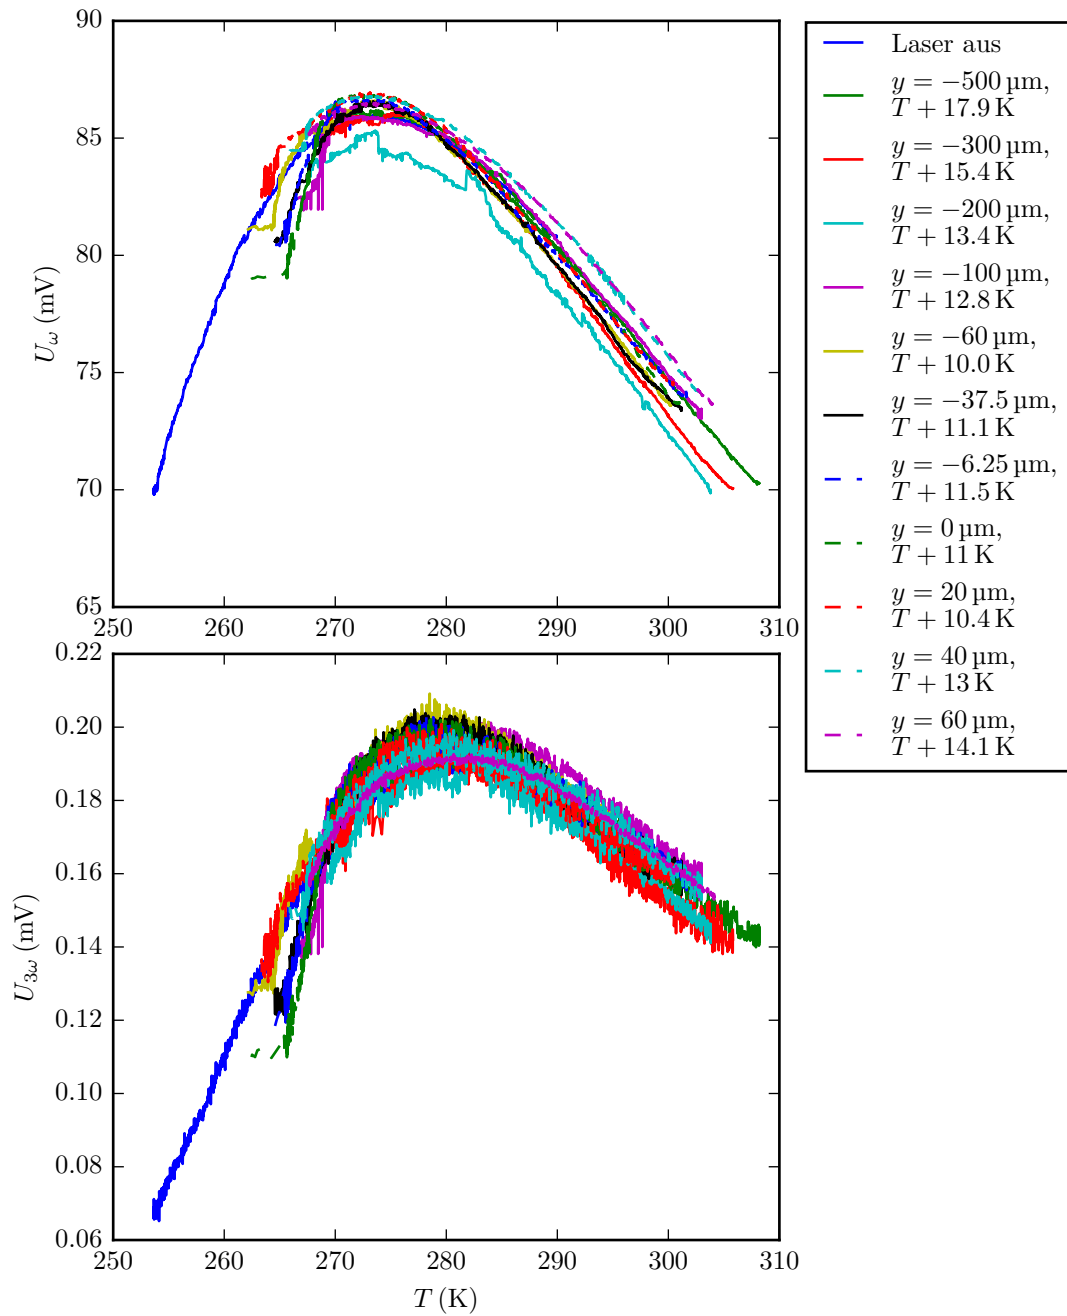 90
85
80
75
70
65
U_ω (mV)
250 260 270 280 290 300 310
0.22
0.20
0.18
0.16
0.14
0.12
0.10
0.08
0.06
U_3ω (mV)
250 260 270 280 290 300 310
T (K)
Laser aus
y = −500 µm,
T + 17.9 K
y = −300 µm,
T + 15.4 K
y = −200 µm,
T + 13.4 K
y = −100 µm,
T + 12.8 K
y = −60 µm,
T + 10.0 K
y = −37.5 µm,
T + 11.1 K
y = −6.25 µm,
T + 11.5 K
y = 0 µm,
T + 11 K
y = 20 µm,
T + 10.4 K
y = 40 µm,
T + 13 K
y = 60 µm,
T + 14.1 K